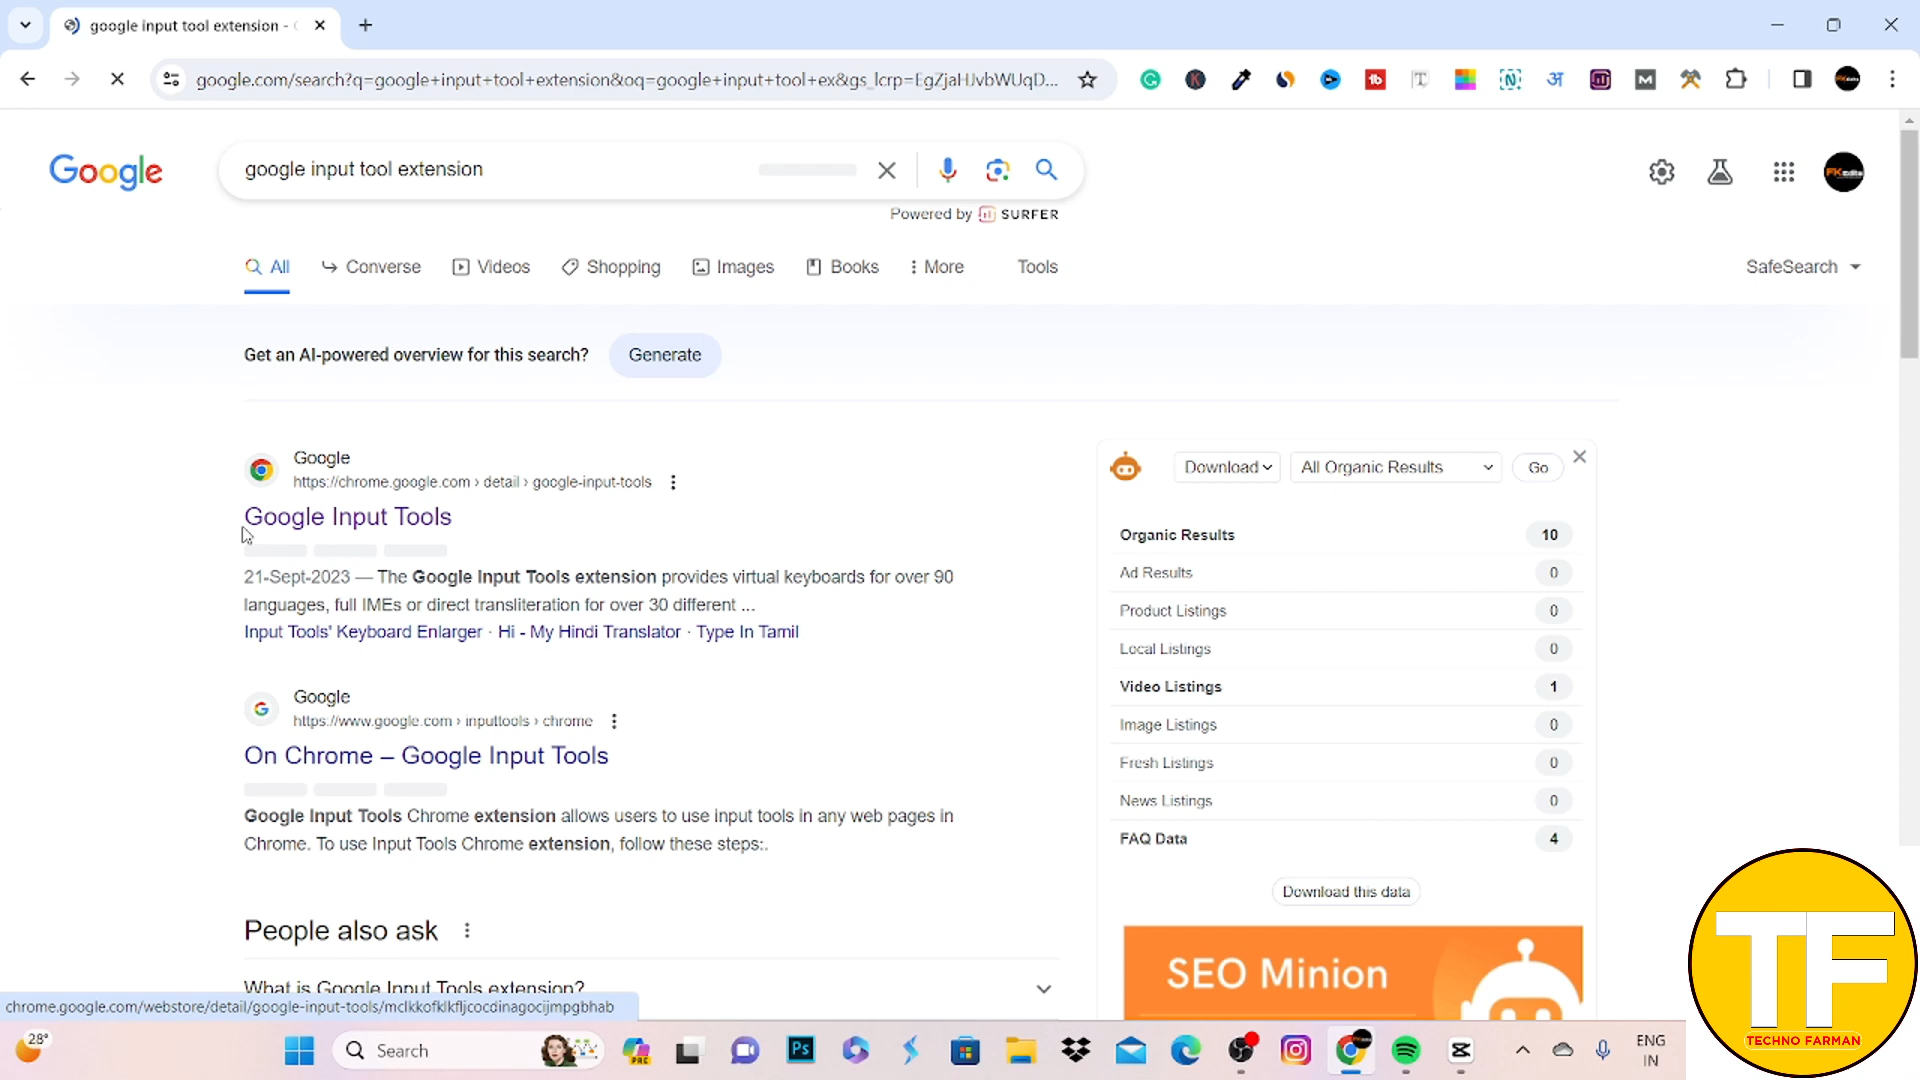 google input tool extension - 
google.com/search?q=google+input+tool+extension&oq=google+input+tool+ex&gs_lcrp=EgZjaHJvbWUqD...
Google
google input tool extension
Powered by SURFER
All
Converse
Videos
Shopping
Images
Books
More
Tools
SafeSearch
Get an AI-powered overview for this search?
Generate
Google
https://chrome.google.com › detail › google-input-tools
Google Input Tools
21-Sept-2023 — The Google Input Tools extension provides virtual keyboards for over 90
languages, full IMEs or direct transliteration for over 30 different ...
Input Tools' Keyboard Enlarger · Hi - My Hindi Translator · Type In Tamil
Google
https://www.google.com › inputtools › chrome
On Chrome – Google Input Tools
Google Input Tools Chrome extension allows users to use input tools in any web pages in
Chrome. To use Input Tools Chrome extension, follow these steps:.
People also ask
What is Google Input Tools extension?
chrome.google.com/webstore/detail/google-input-tools/mclkkofklkfljcocdinagocijmpgbhab
Download
All Organic Results
Go
Organic Results 10
Ad Results 0
Product Listings 0
Local Listings 0
Video Listings 1
Image Listings 0
Fresh Listings 0
News Listings 0
FAQ Data 4
Download this data
SEO Minion
TF
TECHNO FARMAN
28°
Search
PRE
Ps
ENG
IN